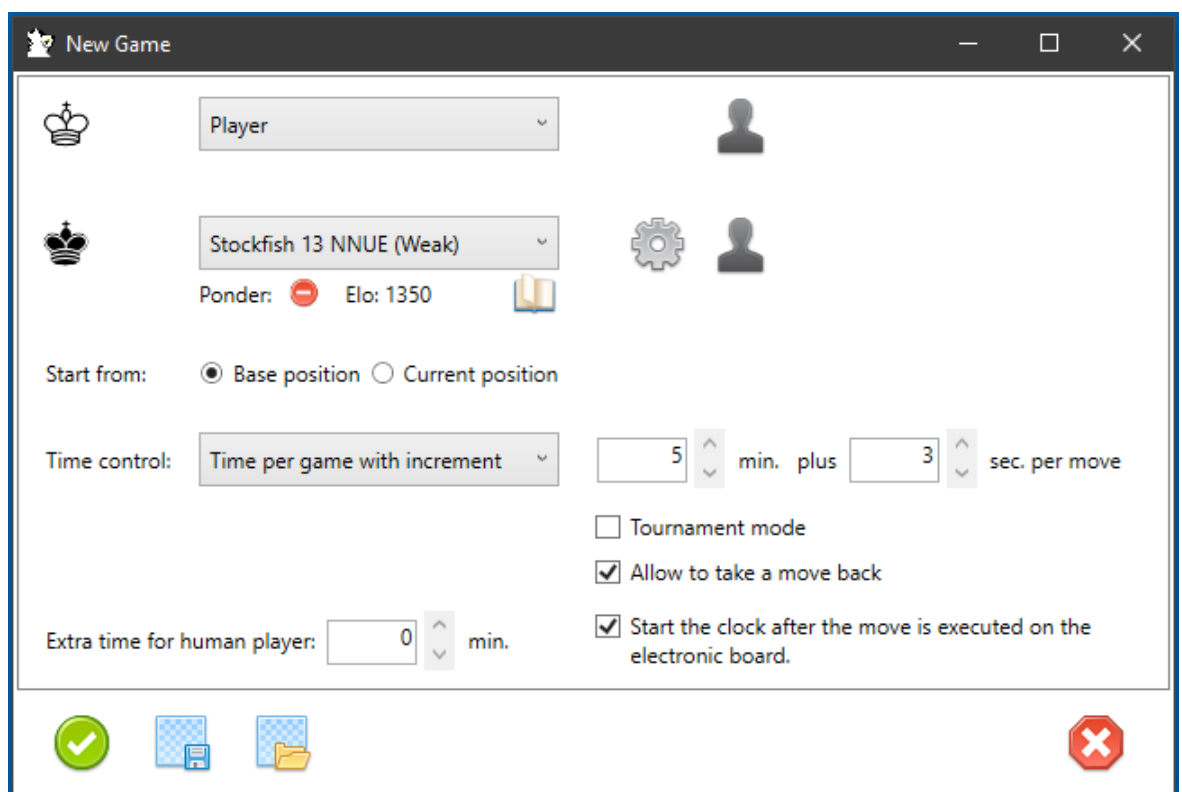 New Game
Player
Stockfish 13 NNUE (Weak)
Ponder: Elo: 1350
Start from: Base position Current position
Time control: Time per game with increment 5 min. plus 3 sec. per move
Tournament mode
Allow to take a move back
Extra time for human player: 0 min.
Start the clock after the move is executed on the
electronic board.